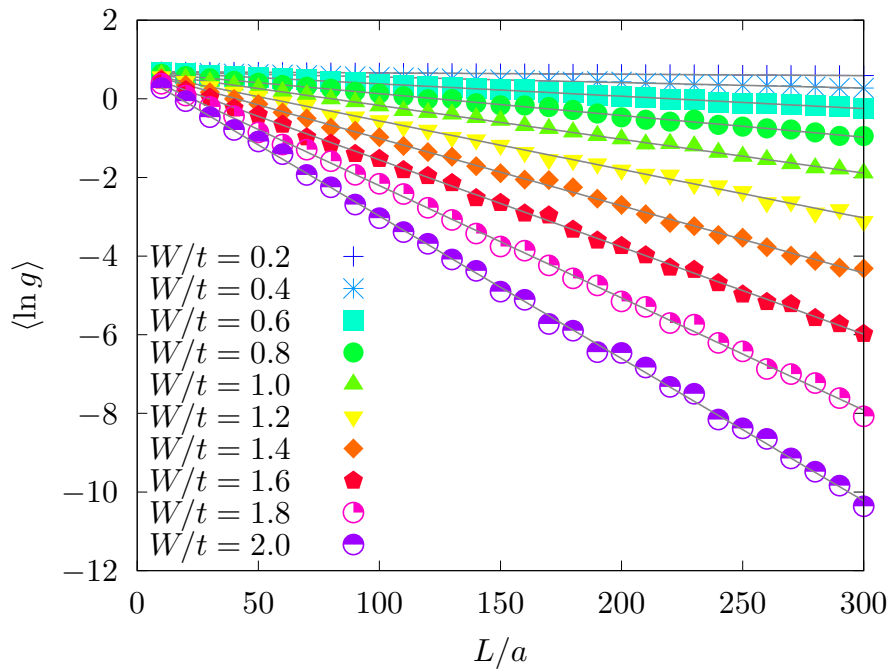 2
0
−2
−4
−6
−8
−10
−12
⟨ln g⟩
W/t = 0.2
W/t = 0.4
W/t = 0.6
W/t = 0.8
W/t = 1.0
W/t = 1.2
W/t = 1.4
W/t = 1.6
W/t = 1.8
W/t = 2.0
0 50 100 150 200 250 300
L/a